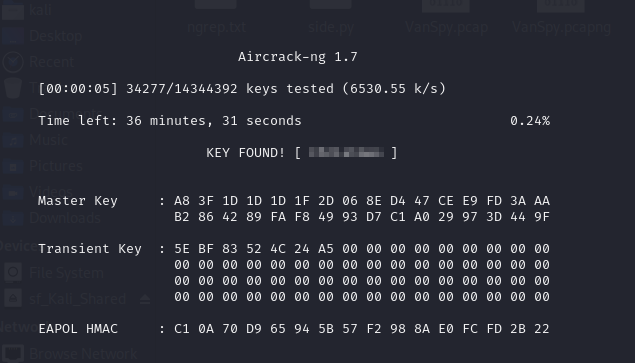 kali
ngrep.txt
side.py
VanSpy.pcap
VanSpy.pcapng
Desktop
Recent
Aircrack-ng 1.7
[00:00:05] 34277/14344392 keys tested (6530.55 k/s)
Time left: 36 minutes, 31 seconds 0.24%
Music
KEY FOUND! [ ]
Pictures
Master Key : A8 3F 1D 1D 1D 1F 2D 06 8E D4 47 CE E9 FD 3A AA
B2 86 42 89 FA F8 49 93 D7 C1 A0 29 97 3D 44 9F
Downloads
Transient Key : 5E BF 83 52 4C 24 A5 00 00 00 00 00 00 00 00 00
00 00 00 00 00 00 00 00 00 00 00 00 00 00 00 00
File System
00 00 00 00 00 00 00 00 00 00 00 00 00 00 00 00
00 00 00 00 00 00 00 00 00 00 00 00 00 00 00 00
sf_Kali_Shared
EAPOL HMAC : C1 0A 70 D9 65 94 5B 57 F2 98 8A E0 FC FD 2B 22
Browse Network